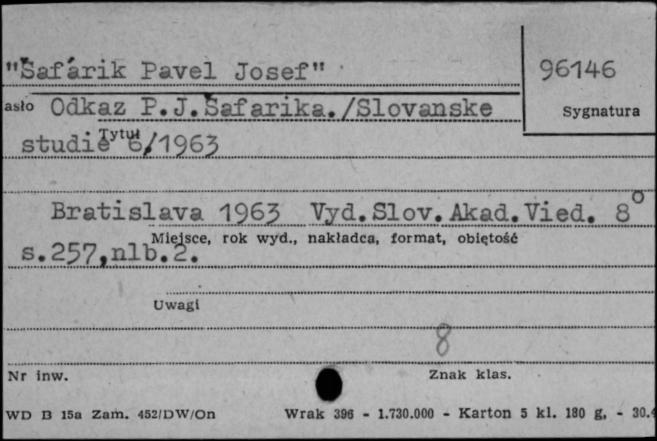 "Šafárik Pavel Josef"
96146
asło Odkaz P.J.Šafarika./Slovanske
Sygnatura
Tytuł
studie 6/1963
Bratislava 1963 Vyd.Slov.Akad.Vied. 8°
Miejsce, rok wyd., nakładca, format, objętość
s.257,nlb.2.
Uwagi
8
Nr inw.
Znak klas.
WD B 15a Zam. 452/DW/On Wrak 396 - 1.730.000 - Karton 5 kl. 180 g, - 30.4